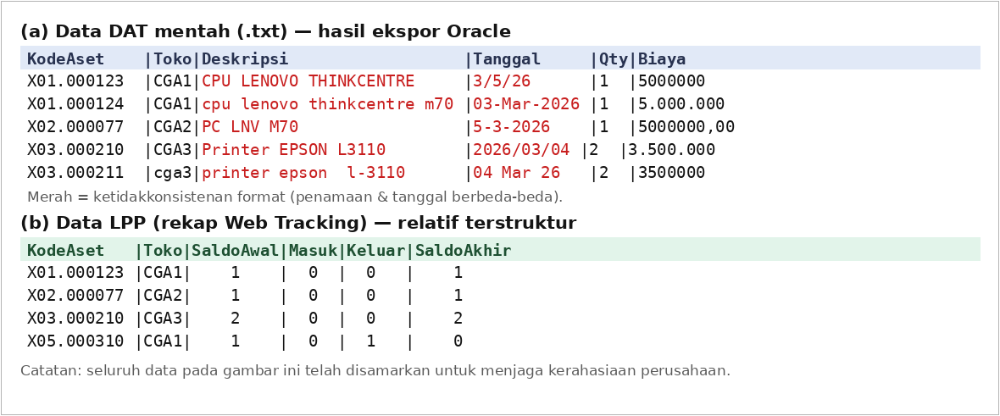 (a) Data DAT mentah (.txt) — hasil ekspor Oracle
KodeAset    |Toko|Deskripsi                  |Tanggal     |Qty|Biaya
X01.000123  |CGA1|CPU LENOVO THINKCENTRE     |3/5/26      |1  |5000000
X01.000124  |CGA1|cpu lenovo thinkcentre m70 |03-Mar-2026 |1  |5.000.000
X02.000077  |CGA2|PC LNV M70                 |5-3-2026    |1  |5000000,00
X03.000210  |CGA3|Printer EPSON L3110        |2026/03/04 |2  |3.500.000
X03.000211  |cga3|printer epson  l-3110      |04 Mar 26   |2  |3500000
Merah = ketidakkonsistenan format (penamaan & tanggal berbeda-beda).
(b) Data LPP (rekap Web Tracking) — relatif terstruktur
KodeAset   |Toko|SaldoAwal|Masuk|Keluar|SaldoAkhir
X01.000123 |CGA1|    1    |  0  |  0   |    1
X02.000077 |CGA2|    1    |  0  |  0   |    1
X03.000210 |CGA3|    2    |  0  |  0   |    2
X05.000310 |CGA1|    1    |  0  |  1   |    0
Catatan: seluruh data pada gambar ini telah disamarkan untuk menjaga kerahasiaan perusahaan.